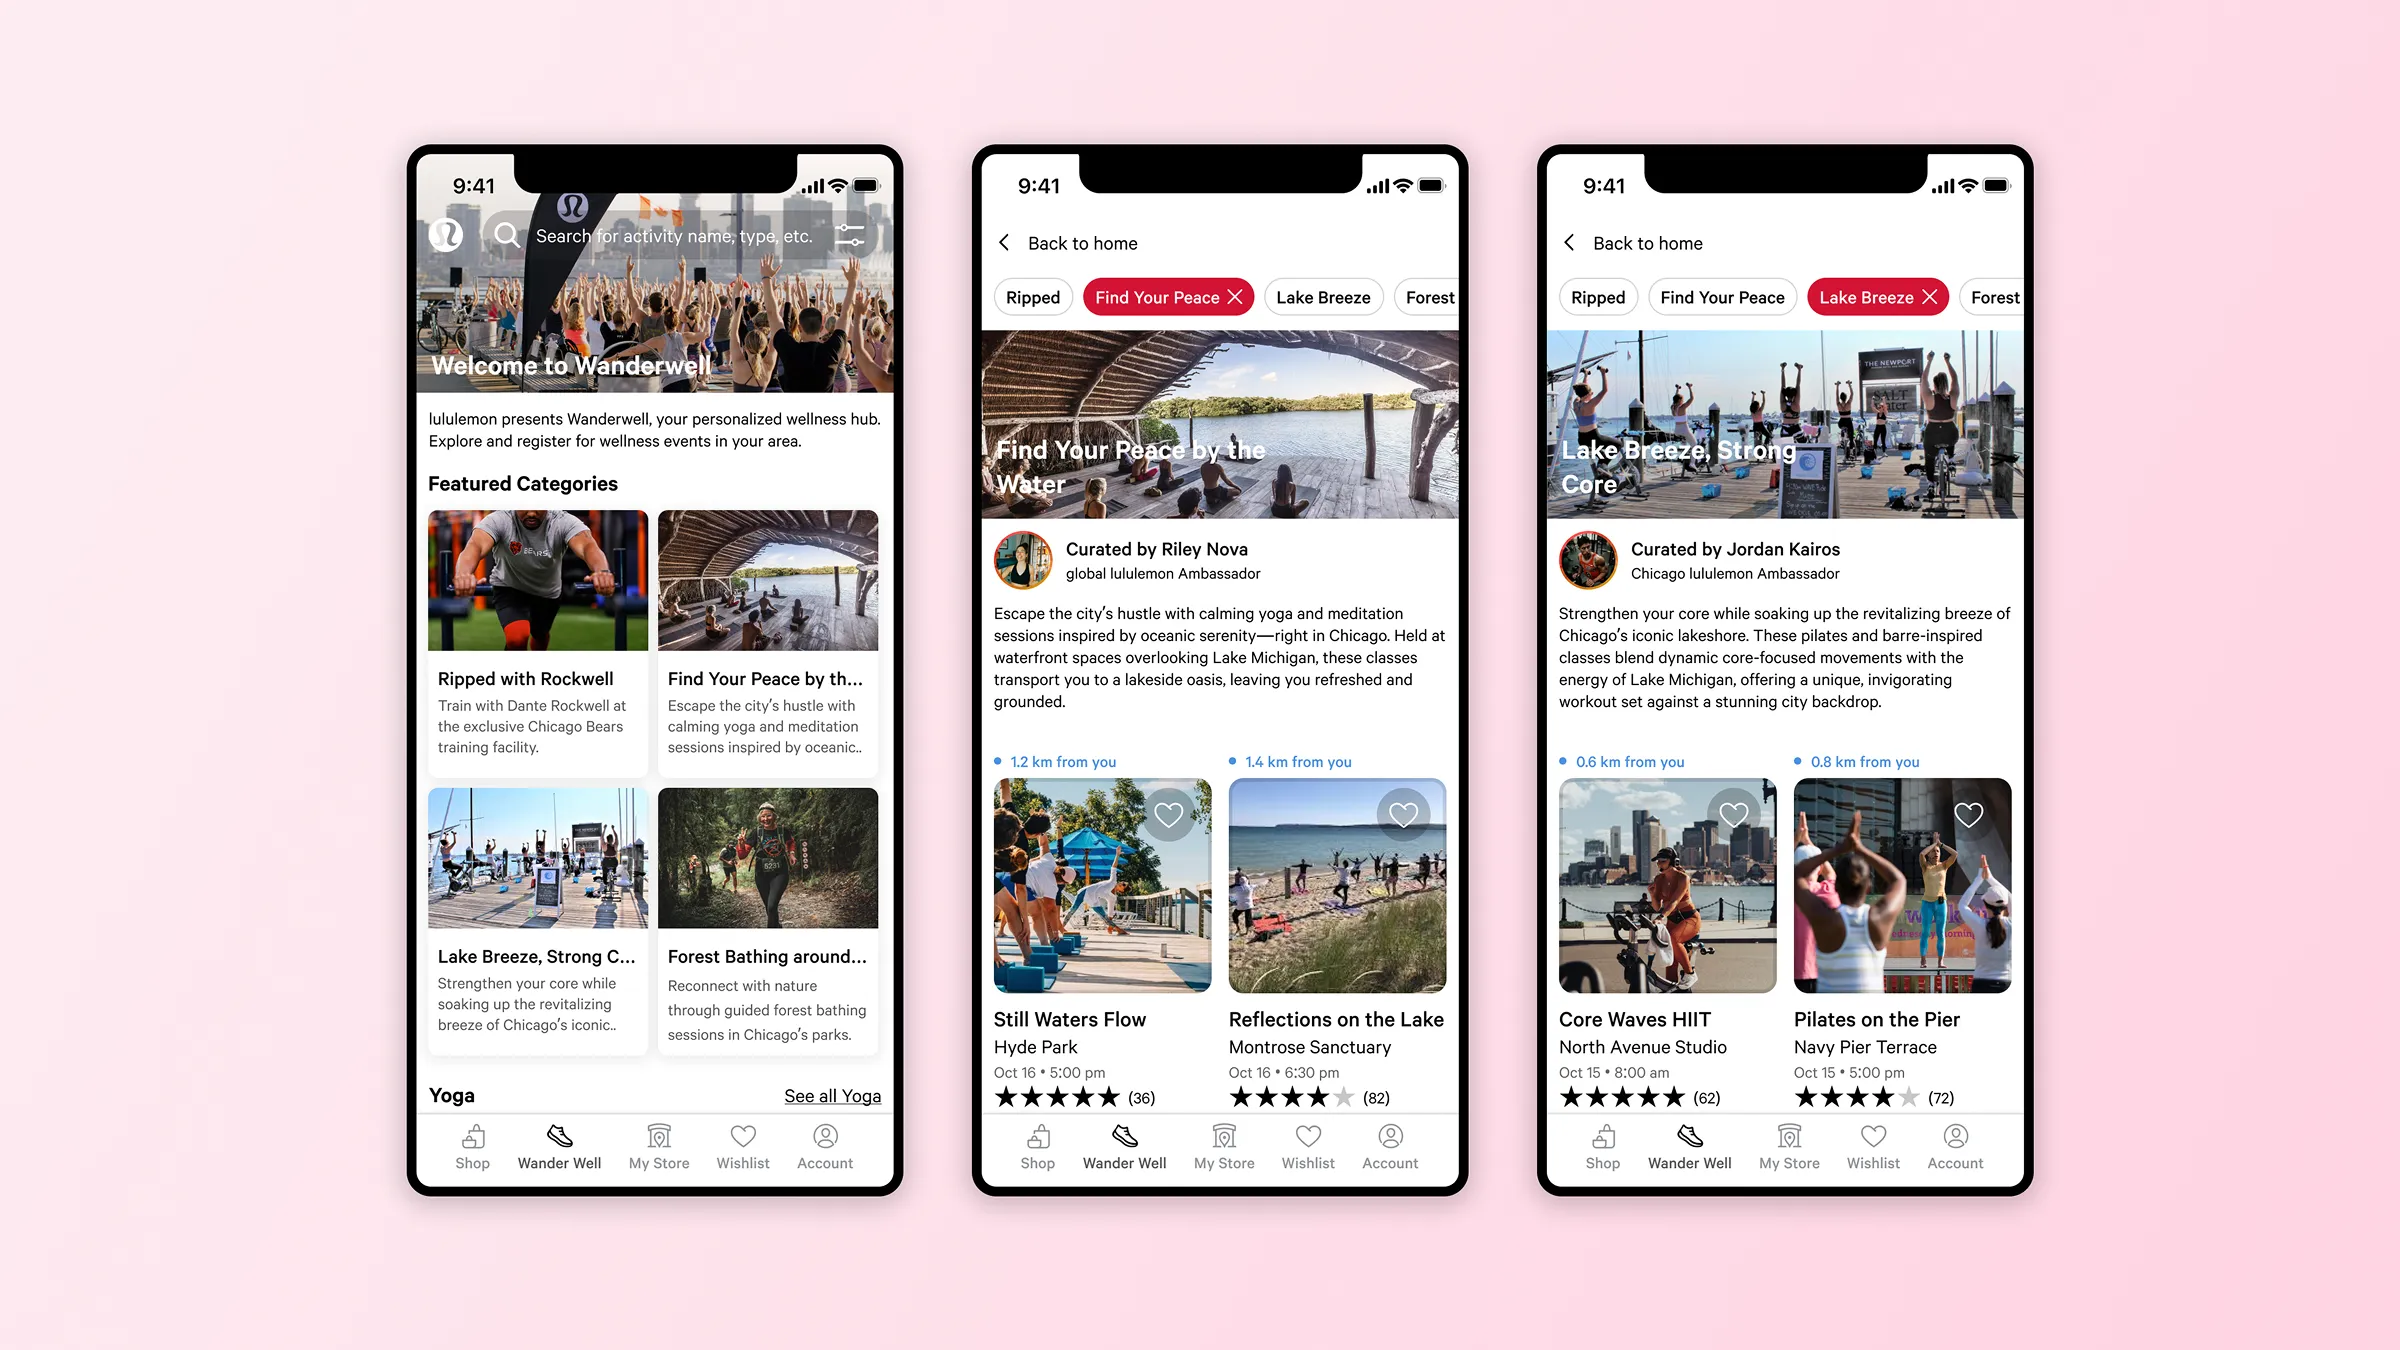 9:41
Search for activity name, type, etc.
Welcome to Wanderwell
lululemon presents Wanderwell, your personalized wellness hub.
Explore and register for wellness events in your area.
Featured Categories
BEARS
Ripped with Rockwell
Train with Dante Rockwell at
the exclusive Chicago Bears
training facility.
Find Your Peace by th...
Escape the city's hustle with
calming yoga and meditation
sessions inspired by oceanic..
THE NEWPORT
Lake Breeze, Strong C...
Strengthen your core while
soaking up the revitalizing
breeze of Chicago's iconic..
6231
Forest Bathing around...
Reconnect with nature
through guided forest bathing
sessions in Chicago's parks.
Yoga
See all Yoga
Shop
Wander Well
My Store
Wishlist
Account
9:41
Back to home
Ripped
Find Your Peace
Lake Breeze
Forest
Find Your Peace by the
Water
Curated by Riley Nova
global lululemon Ambassador
Escape the city's hustle with calming yoga and meditation
sessions inspired by oceanic serenity—right in Chicago. Held at
waterfront spaces overlooking Lake Michigan, these classes
transport you to a lakeside oasis, leaving you refreshed and
grounded.
1.2 km from you
1.4 km from you
Still Waters Flow
Hyde Park
Oct 16 • 5:00 pm
(36)
Reflections on the Lake
Montrose Sanctuary
Oct 16 • 6:30 pm
(82)
Shop
Wander Well
My Store
Wishlist
Account
9:41
Back to home
Ripped
Find Your Peace
Lake Breeze
Forest
THE NEWPORT
SALT
Lake Breeze, Strong
Core
Curated by Jordan Kairos
Chicago lululemon Ambassador
Strengthen your core while soaking up the revitalizing breeze of
Chicago's iconic lakeshore. These pilates and barre-inspired
classes blend dynamic core-focused movements with the
energy of Lake Michigan, offering a unique, invigorating
workout set against a stunning city backdrop.
0.6 km from you
0.8 km from you
Core Waves HIIT
North Avenue Studio
Oct 15 • 8:00 am
(62)
Pilates on the Pier
Navy Pier Terrace
Oct 15 • 5:00 pm
(72)
Shop
Wander Well
My Store
Wishlist
Account